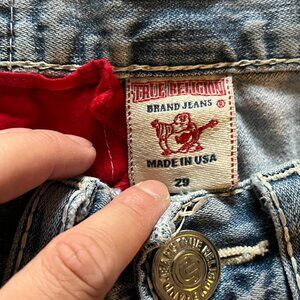 TRUE RELIGION
BRAND JEANS ®
MADE IN USA
29